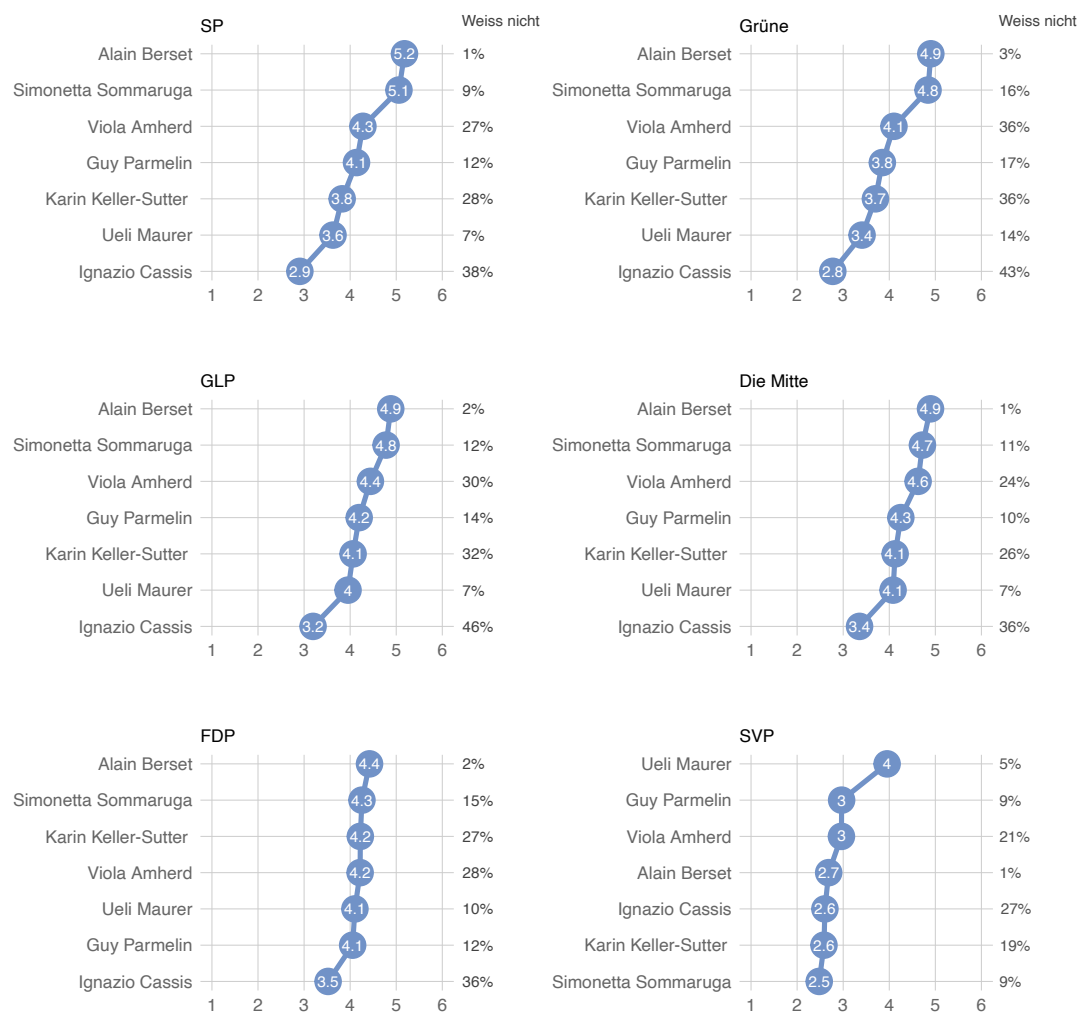 SP Weiss nicht
Alain Berset 5.2 1%
Simonetta Sommaruga 5.1 9%
Viola Amherd 4.3 27%
Guy Parmelin 4.1 12%
Karin Keller-Sutter 3.8 28%
Ueli Maurer 3.6 7%
Ignazio Cassis 2.9 38%
1 2 3 4 5 6
Grüne Weiss nicht
Alain Berset 4.9 3%
Simonetta Sommaruga 4.8 16%
Viola Amherd 4.1 36%
Guy Parmelin 3.8 17%
Karin Keller-Sutter 3.7 36%
Ueli Maurer 3.4 14%
Ignazio Cassis 2.8 43%
1 2 3 4 5 6
GLP
Alain Berset 4.9 2%
Simonetta Sommaruga 4.8 12%
Viola Amherd 4.4 30%
Guy Parmelin 4.2 14%
Karin Keller-Sutter 4.1 32%
Ueli Maurer 4 7%
Ignazio Cassis 3.2 46%
1 2 3 4 5 6
Die Mitte
Alain Berset 4.9 1%
Simonetta Sommaruga 4.7 11%
Viola Amherd 4.6 24%
Guy Parmelin 4.3 10%
Karin Keller-Sutter 4.1 26%
Ueli Maurer 4.1 7%
Ignazio Cassis 3.4 36%
1 2 3 4 5 6
FDP
Alain Berset 4.4 2%
Simonetta Sommaruga 4.3 15%
Karin Keller-Sutter 4.2 27%
Viola Amherd 4.2 28%
Ueli Maurer 4.1 10%
Guy Parmelin 4.1 12%
Ignazio Cassis 3.5 36%
1 2 3 4 5 6
SVP
Ueli Maurer 4 5%
Guy Parmelin 3 9%
Viola Amherd 3 21%
Alain Berset 2.7 1%
Ignazio Cassis 2.6 27%
Karin Keller-Sutter 2.6 19%
Simonetta Sommaruga 2.5 9%
1 2 3 4 5 6